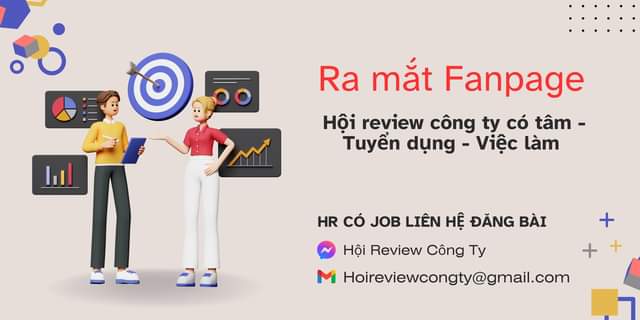 Ra mắt Fanpage
Hội review công ty có tâm -
Tuyển dụng - Việc làm
HR CÓ JOB LIÊN HỆ ĐĂNG BÀI
Hội Review Công Ty
Hoireviewcongty@gmail.com